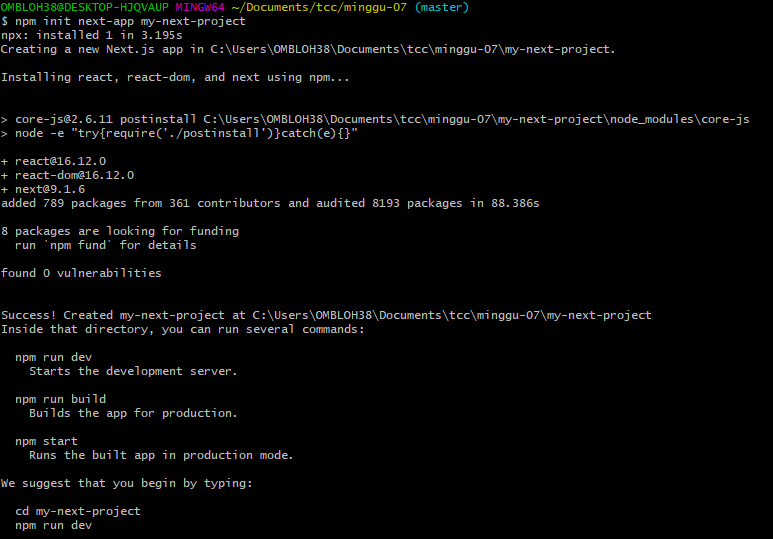 OMBLOH38@DESKTOP-HJQVAUP MINGW64 ~/Documents/tcc/minggu-07 (master)
$ npm init next-app my-next-project
npx: installed 1 in 3.195s
Creating a new Next.js app in C:\Users\OMBLOH38\Documents\tcc\minggu-07\my-next-project.
Installing react, react-dom, and next using npm...
> core-js@2.6.11 postinstall C:\Users\OMBLOH38\Documents\tcc\minggu-07\my-next-project\node_modules\core-js
> node -e "try{require('./postinstall')}catch(e){}"
+ react@16.12.0
+ react-dom@16.12.0
+ next@9.1.6
added 789 packages from 361 contributors and audited 8193 packages in 88.386s
8 packages are looking for funding
  run `npm fund` for details
found 0 vulnerabilities
Success! Created my-next-project at C:\Users\OMBLOH38\Documents\tcc\minggu-07\my-next-project
Inside that directory, you can run several commands:
  npm run dev
    Starts the development server.
  npm run build
    Builds the app for production.
  npm start
    Runs the built app in production mode.
We suggest that you begin by typing:
  cd my-next-project
  npm run dev